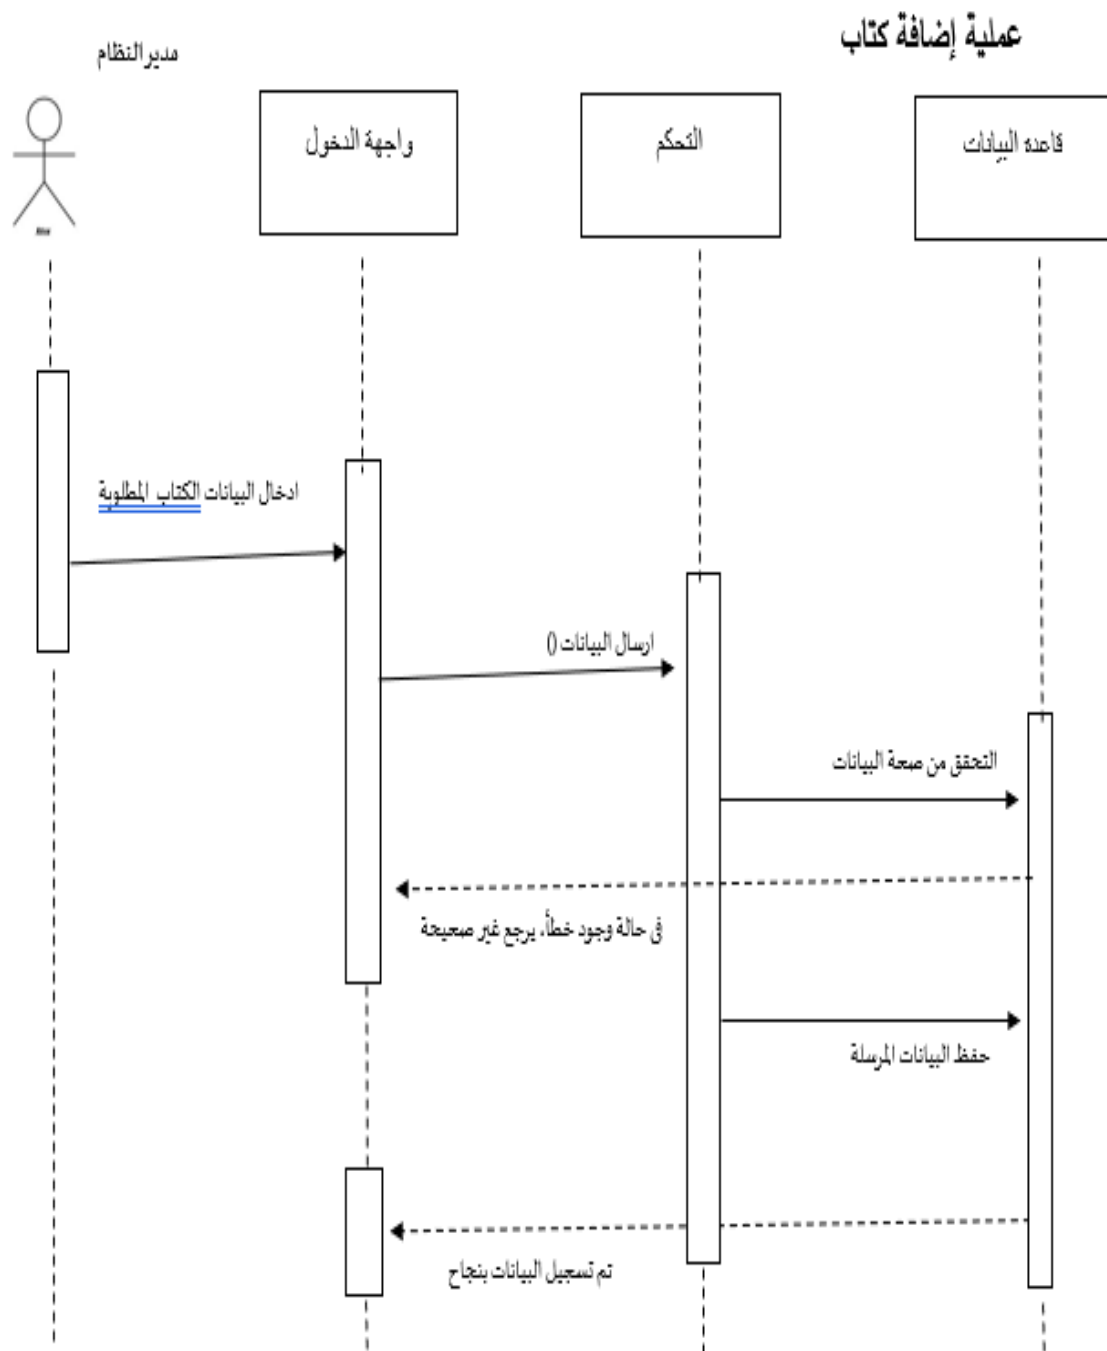 عملية إضافة كتاب
مدير النظام
واجهة الدخول
التحكم
قاعده البيانات
ادخال البيانات الكتاب المطلوبة
ارسال البيانات ()
التحقق من صحة البيانات
فى حالة وجود خطأ، يرجع غير صحيحة
حفظ البيانات المرسلة
تم تسجيل البيانات بنجاح